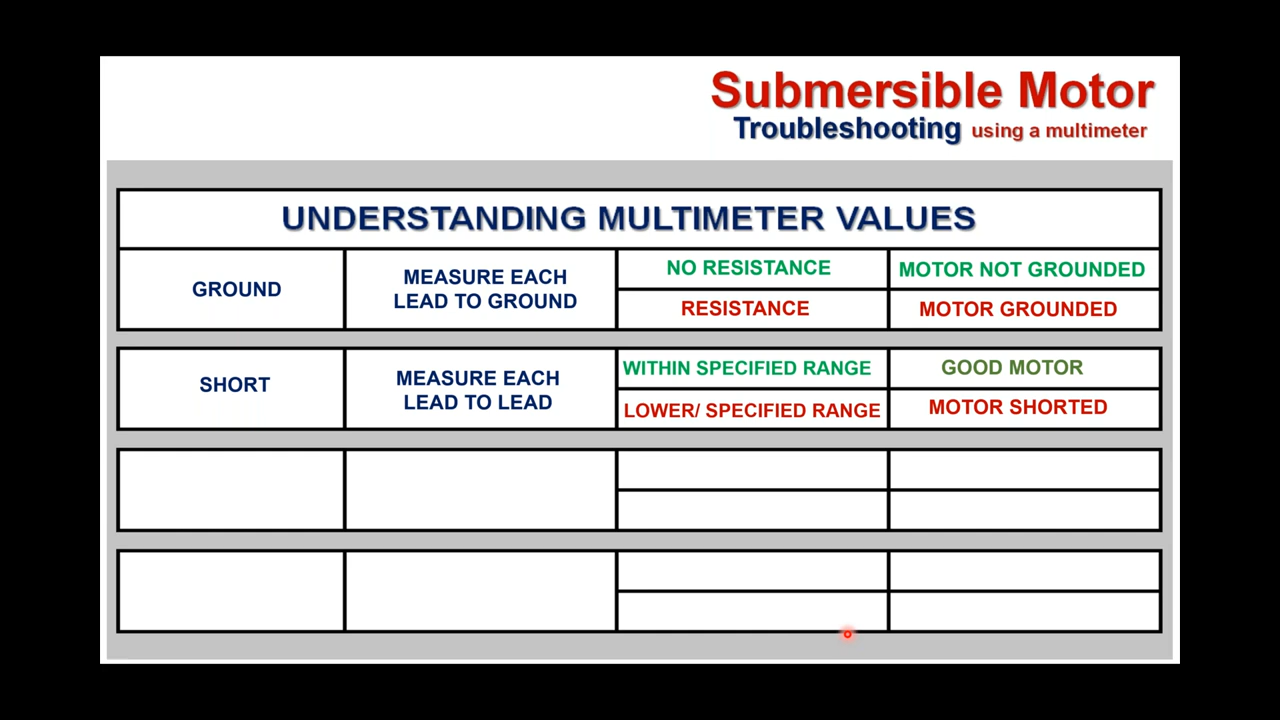 Submersible Motor
Troubleshooting using a multimeter
UNDERSTANDING MULTIMETER VALUES
GROUND
MEASURE EACH
LEAD TO GROUND
NO RESISTANCE
MOTOR NOT GROUNDED
RESISTANCE
MOTOR GROUNDED
SHORT
MEASURE EACH
LEAD TO LEAD
WITHIN SPECIFIED RANGE
GOOD MOTOR
LOWER/ SPECIFIED RANGE
MOTOR SHORTED